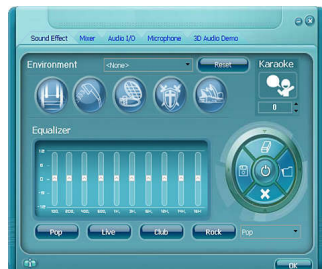 Sound Effect Mixer Audio I/O Microphone 3D Audio Demo
Environment <None> Reset Karaoke
0
Equalizer
Pop Live Club Rock Pop
OK